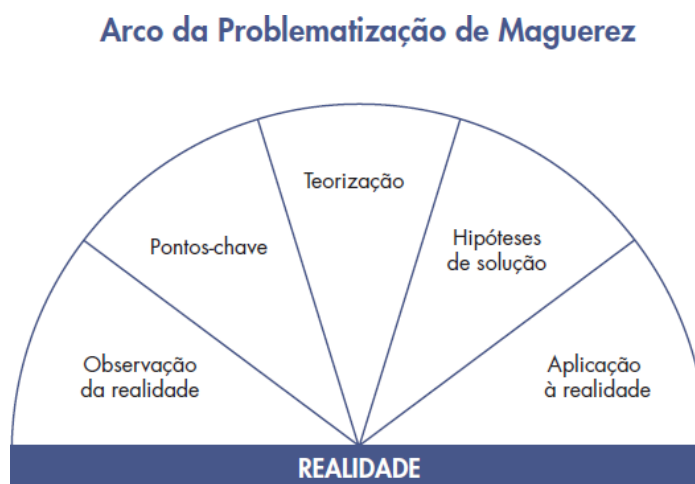 Arco da Problematização de Maguerez
Teorização
Pontos-chave
Hipóteses
de solução
Observação
da realidade
Aplicação
à realidade
REALIDADE